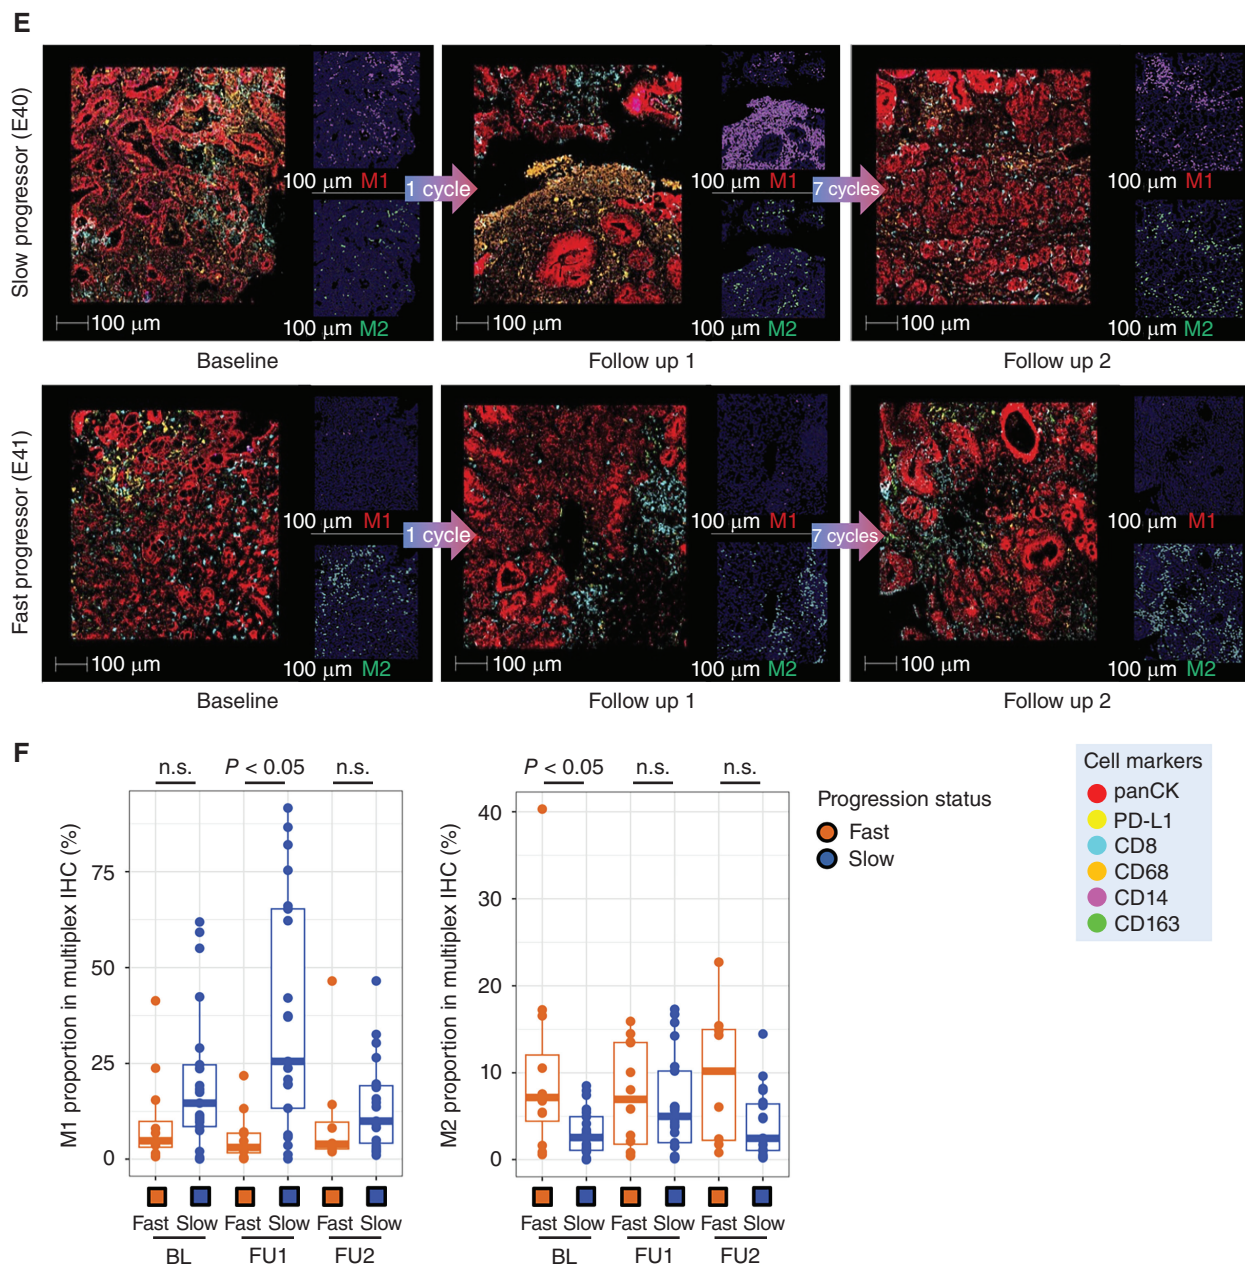 E
Slow progressor (E40)
100 µm M1
100 µm M2
100 µm
Baseline
1 cycle
100 µm M1
100 µm M2
100 µm
Follow up 1
7 cycles
100 µm M1
100 µm M2
100 µm
Follow up 2
Fast progressor (E41)
100 µm M1
100 µm M2
100 µm
Baseline
1 cycle
100 µm M1
100 µm M2
100 µm
Follow up 1
7 cycles
100 µm M1
100 µm M2
100 µm
Follow up 2
F
n.s. P < 0.05 n.s.
M1 proportion in multiplex IHC (%)
75
50
25
0
Fast Slow Fast Slow Fast Slow
BL FU1 FU2
P < 0.05 n.s. n.s.
M2 proportion in multiplex IHC (%)
40
30
20
10
0
Fast Slow Fast Slow Fast Slow
BL FU1 FU2
Progression status
Fast
Slow
Cell markers
panCK
PD-L1
CD8
CD68
CD14
CD163